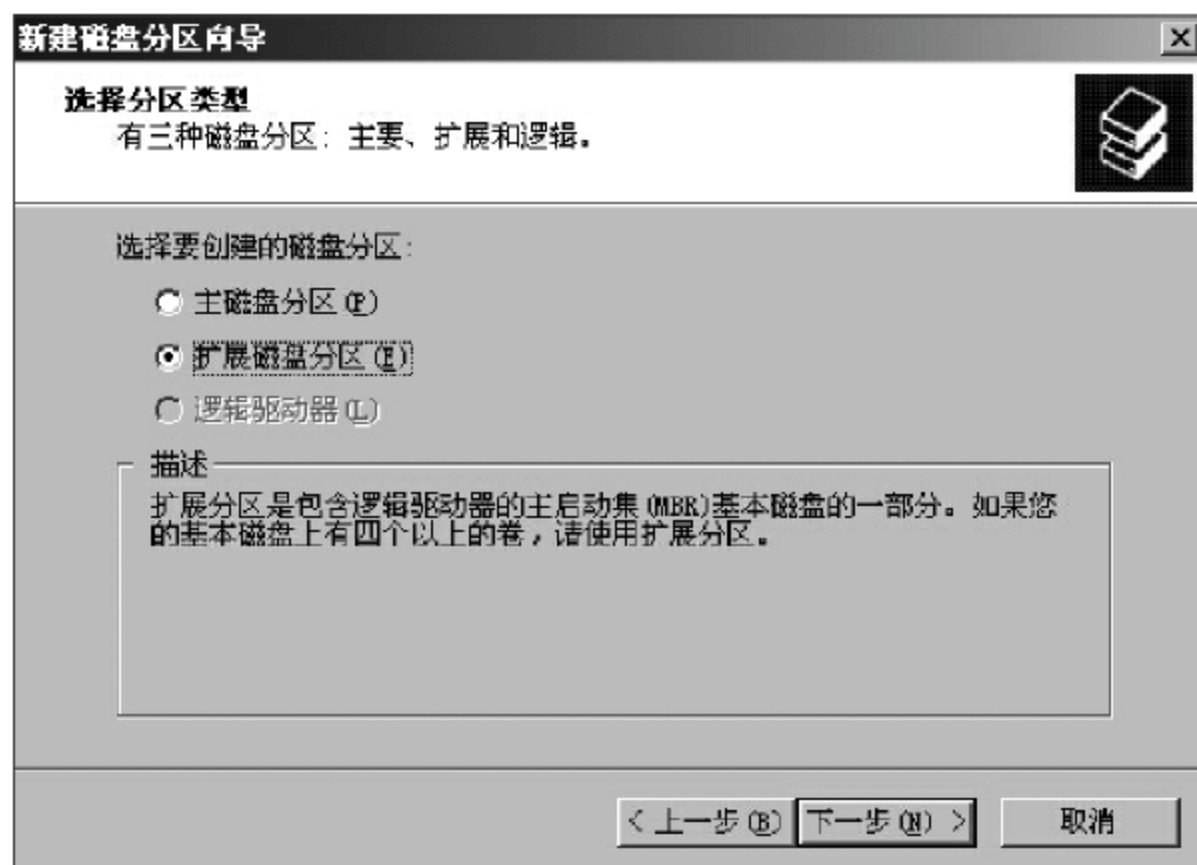 新建磁盘分区向导
选择分区类型
有三种磁盘分区：主要、扩展和逻辑。
选择要创建的磁盘分区：
主磁盘分区(P)
扩展磁盘分区(E)
逻辑驱动器(L)
描述
扩展分区是包含逻辑驱动器的主启动集(MBR)基本磁盘的一部分。如果您
的基本磁盘上有四个以上的卷，请使用扩展分区。
< 上一步(B) 下一步(N) > 取消